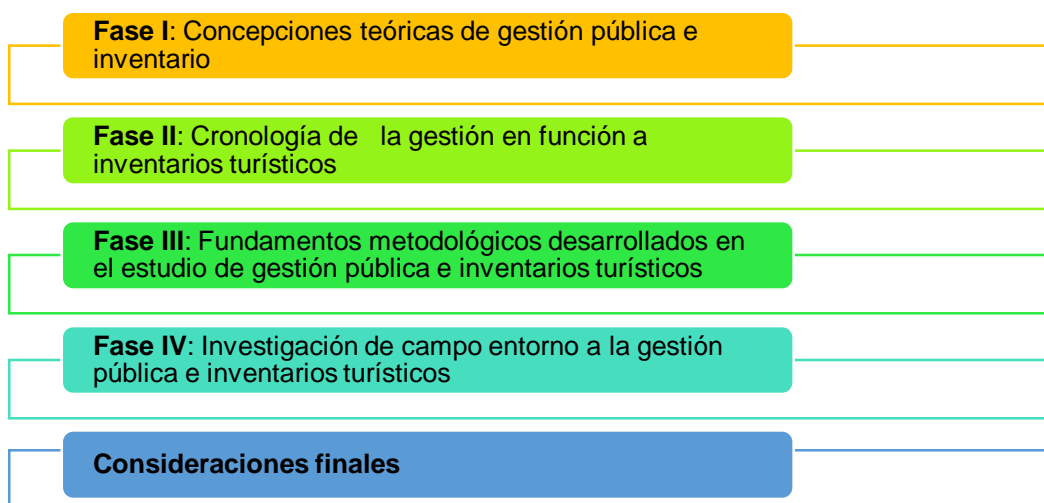 Fase I: Concepciones teóricas de gestión pública e
inventario
Fase II: Cronología de   la gestión en función a
inventarios turísticos
Fase III: Fundamentos metodológicos desarrollados en
el estudio de gestión pública e inventarios turísticos
Fase IV: Investigación de campo entorno a la gestión
pública e inventarios turísticos
Consideraciones finales